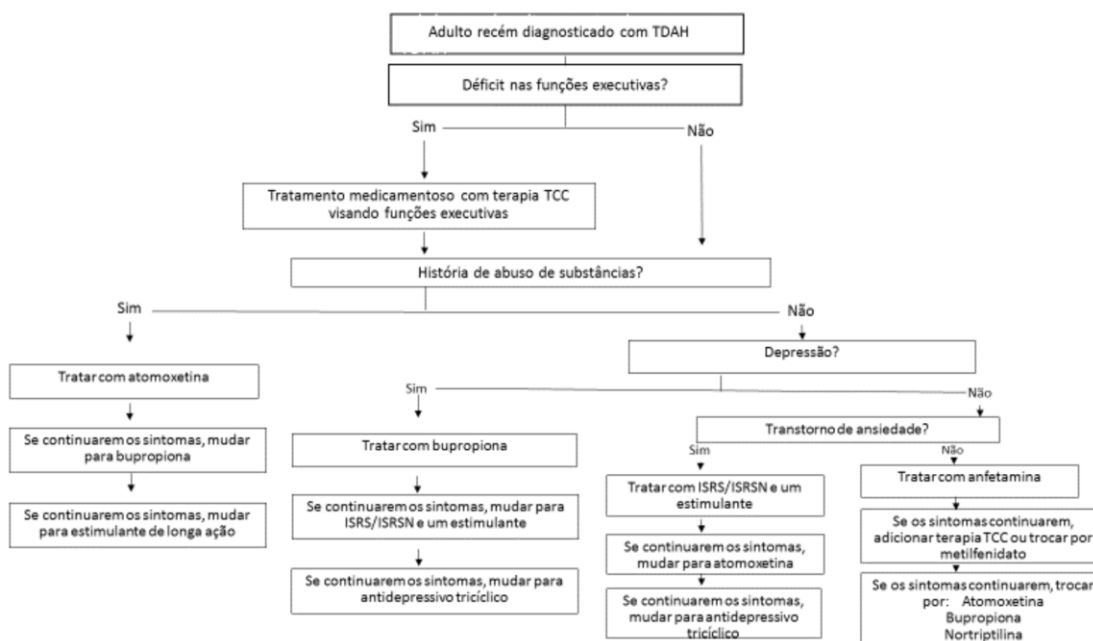 Adulto recém diagnosticado com TDAH
Déficit nas funções executivas?
Sim
Não
Tratamento medicamentoso com terapia TCC
visando funções executivas
História de abuso de substâncias?
Sim
Não
Tratar com atomoxetina
Se continuarem os sintomas, mudar
para bupropiona
Se continuarem os sintomas, mudar
para estimulante de longa ação
Depressão?
Sim
Não
Tratar com bupropiona
Se continuarem os sintomas, mudar para
ISRS/ISRSN e um estimulante
Se continuarem os sintomas, mudar para
antidepressivo tricíclico
Transtorno de ansiedade?
Sim
Não
Tratar com ISRS/ISRSN e um
estimulante
Se continuarem os sintomas,
mudar para atomoxetina
Se continuarem os sintomas,
mudar para antidepressivo
tricíclico
Tratar com anfetamina
Se os sintomas continuarem,
adicionar terapia TCC ou trocar por
metilfenidato
Se os sintomas continuarem, trocar
por: Atomoxetina
Bupropiona
Nortriptilina